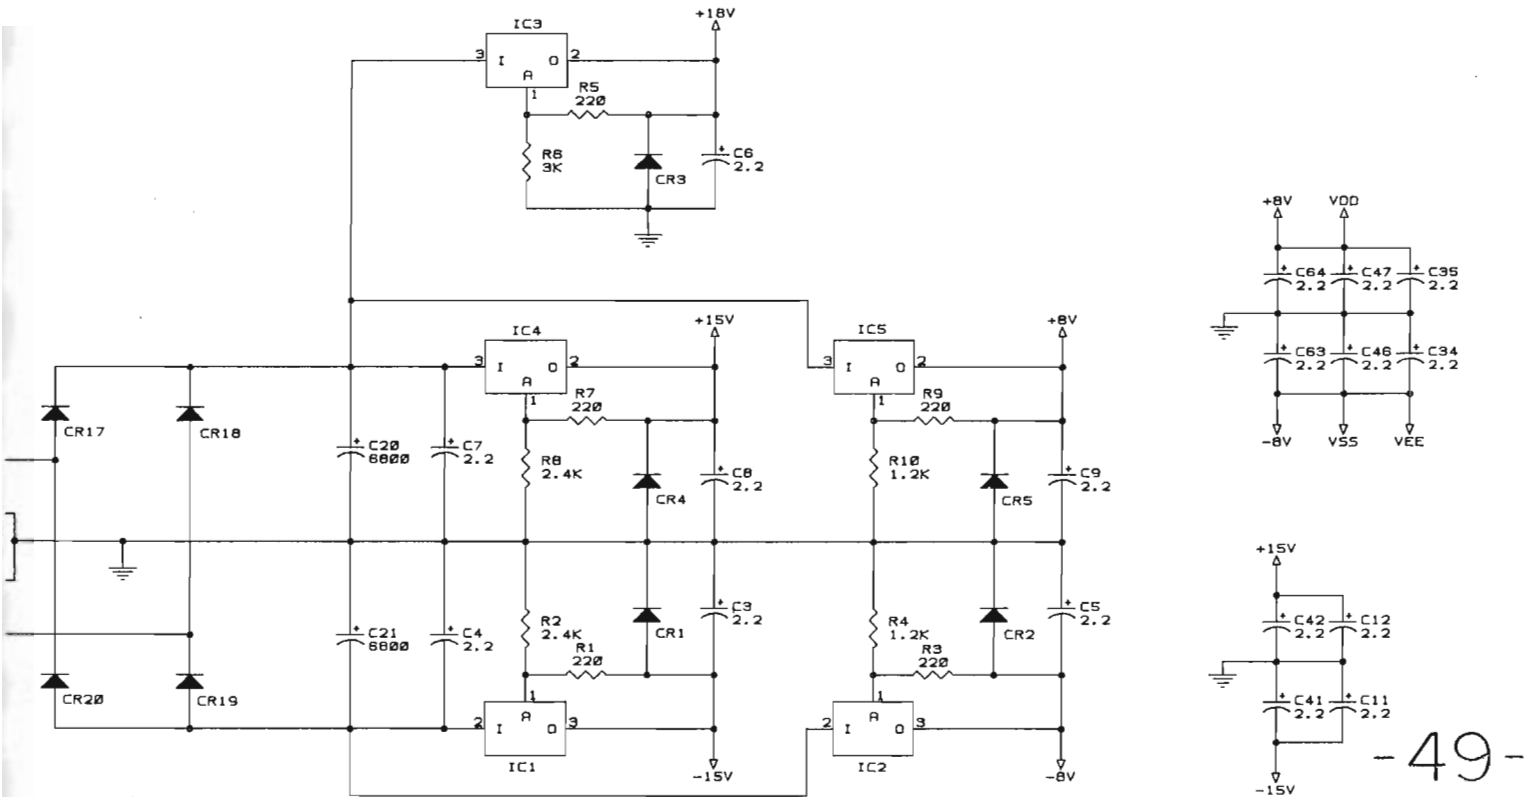 +18V
IC3
3 I O 2
A
1
R5
220
R6
3K
CR3
+ C6
2.2
+8V VDD
+ C64 + C47 + C35
2.2 2.2 2.2
+ C63 + C46 + C34
2.2 2.2 2.2
-8V VSS VEE
IC4
+15V
3 I O 2
A
1
R7
220
R8
2.4K
CR4
+ C8
2.2
IC5
+8V
3 I O 2
A
1
R9
220
R10
1.2K
CR5
+ C9
2.2
CR17
CR18
+ C20
6800
+ C7
2.2
+ C21
6800
+ C4
2.2
CR20
CR19
R2
2.4K
R1
220
CR1
+ C3
2.2
1
A
2 I O 3
IC1
-15V
R4
1.2K
R3
220
CR2
+ C5
2.2
1
A
2 I O 3
IC2
-8V
+15V
+ C42 + C12
2.2 2.2
+ C41 + C11
2.2 2.2
-15V
-49-